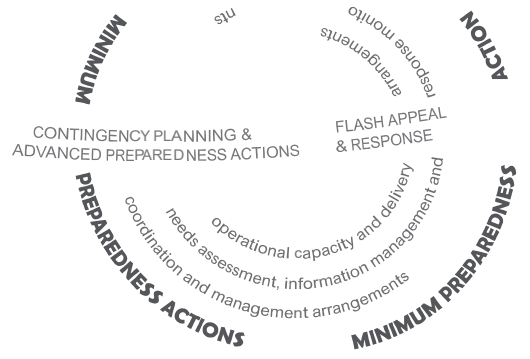 MINIMUM
PREPAREDNESS ACTIONS
MINIMUM PREPAREDNESS
ACTION
nts
response monito
arrangements
CONTINGENCY PLANNING &
ADVANCED PREPAREDNESS ACTIONS
FLASH APPEAL
& RESPONSE
operational capacity and delivery
needs assessment, information management and
coordination and management arrangements